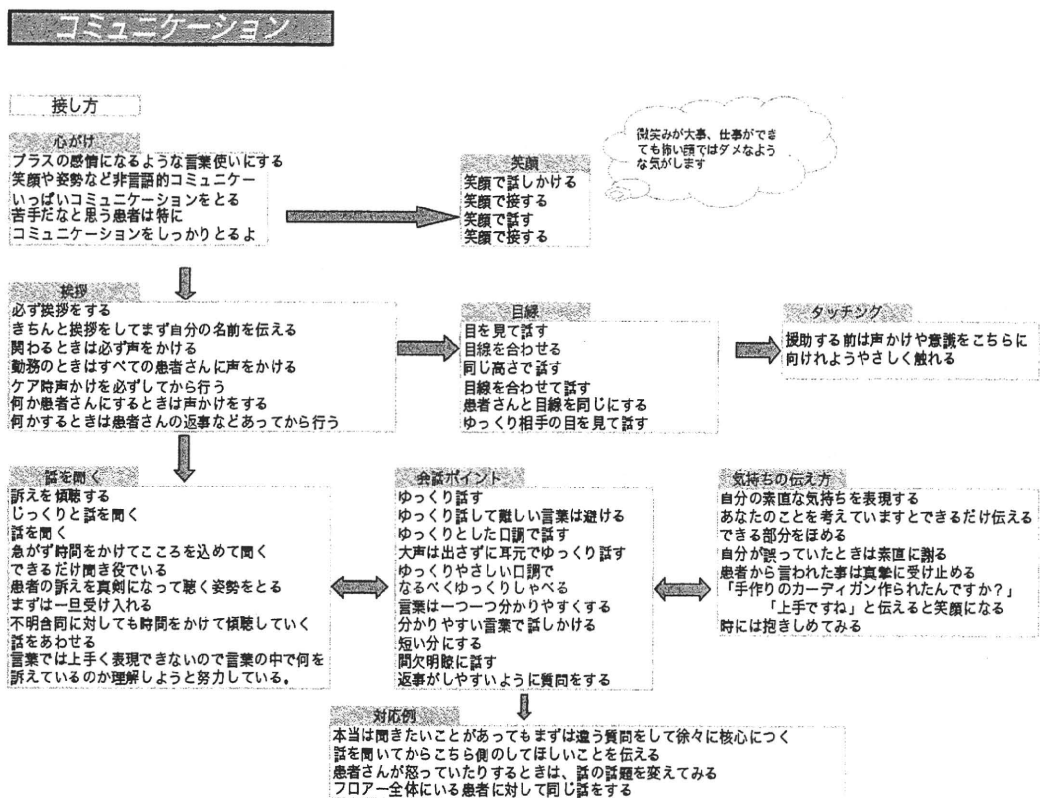 コミュニケーション
接し方
心がけ
プラスの感情になるような言葉使いにする
笑顔や姿勢など非言語的コミュニケー
いっぱいコミュニケーションをとる
苦手だなと思う患者は特に
コミュニケーションをしっかりとるよ
笑顔
笑顔で話しかける
笑顔で接する
笑顔で話す
笑顔で接する
微笑みが大事、仕事ができ
ても怖い顔ではダメなよう
な気がします
挨拶
必ず挨拶をする
きちんと挨拶をしてまず自分の名前を伝える
関わるときは必ず声をかける
勤務のときはすべての患者さんに声をかける
ケア時声かけを必ずしてから行う
何か患者さんにするときは声かけをする
何かするときは患者さんの返事などあってから行う
目線
目を見て話す
目線を合わせる
同じ高さで話す
目線を合わせて話す
患者さんと目線を同じにする
ゆっくり相手の目を見て話す
タッチング
援助する前は声かけや意識をこちらに
向けれようやさしく触れる
話を聞く
訴えを傾聴する
じっくりと話を聞く
話を聞く
急がず時間をかけてこころを込めて聞く
できるだけ聞き役でいる
患者の訴えを真剣になって聴く姿勢をとる
まずは一旦受け入れる
不明合同に対しても時間をかけて傾聴していく
話をあわせる
言葉では上手く表現できないので言葉の中で何を
訴えているのか理解しようと努力している。
会話ポイント
ゆっくり話す
ゆっくり話して難しい言葉は避ける
ゆっくりとした口調で話す
大声は出さずに耳元でゆっくり話す
ゆっくりやさしい口調で
なるべくゆっくりしゃべる
言葉は一つ一つ分かりやすくする
分かりやすい言葉で話しかける
短い分にする
間欠明瞭に話す
返事がしやすいように質問をする
気持ちの伝え方
自分の素直な気持ちを表現する
あなたのことを考えていますとできるだけ伝える
できる部分をほめる
自分が誤っていたときは素直に謝る
患者から言われた事は真摯に受け止める
「手作りのカーディガン作られたんですか？」
「上手ですね」と伝えると笑顔になる
時には抱きしめてみる
対応例
本当は聞きたいことがあってもまずは違う質問をして徐々に核心につく
話を聞いてからこちら側のしてほしいことを伝える
患者さんが怒っていたりするときは、話の話題を変えてみる
フロアー全体にいる患者に対して同じ話をする